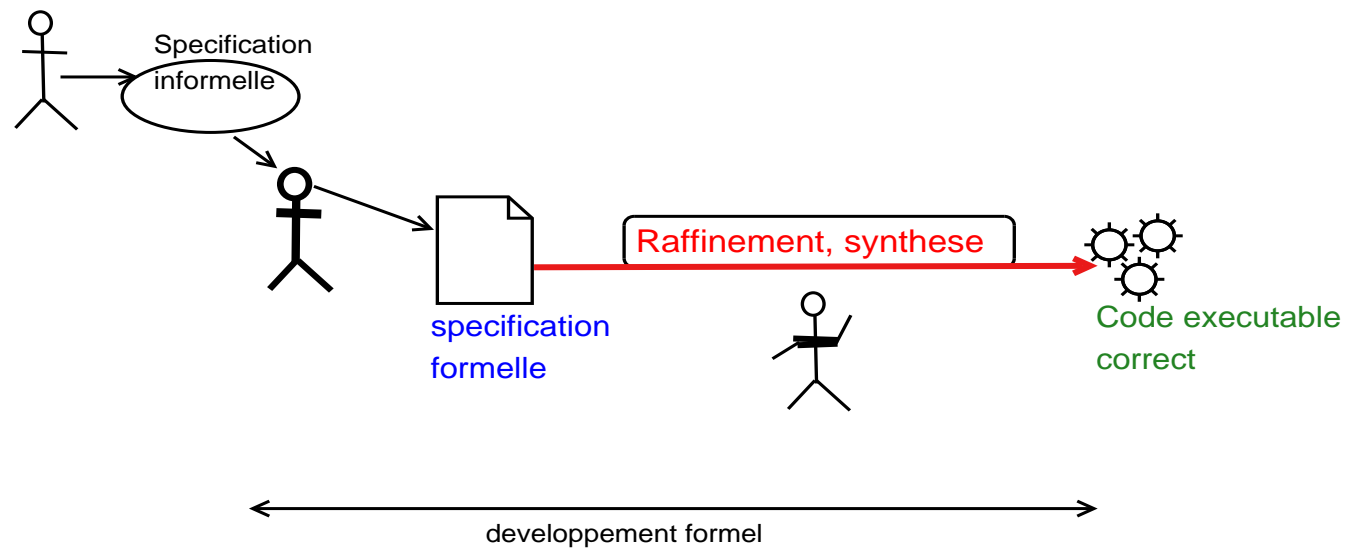 Specification
informelle
Raffinement, synthese
specification
formelle
Code executable
correct
developpement formel